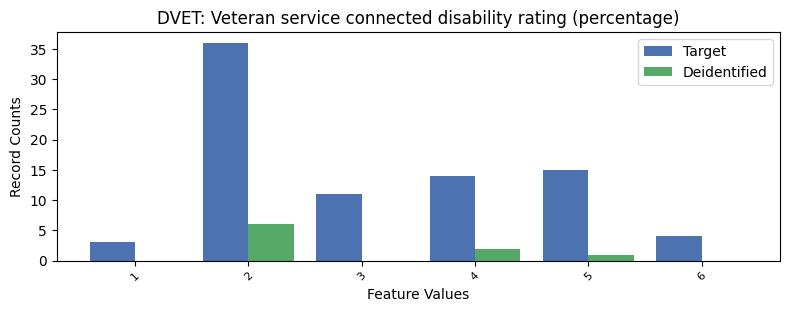 DVET: Veteran service connected disability rating (percentage)
Target
Deidentified
Record Counts
35
30
25
20
15
10
5
0
1 2 3 4 5 6
Feature Values